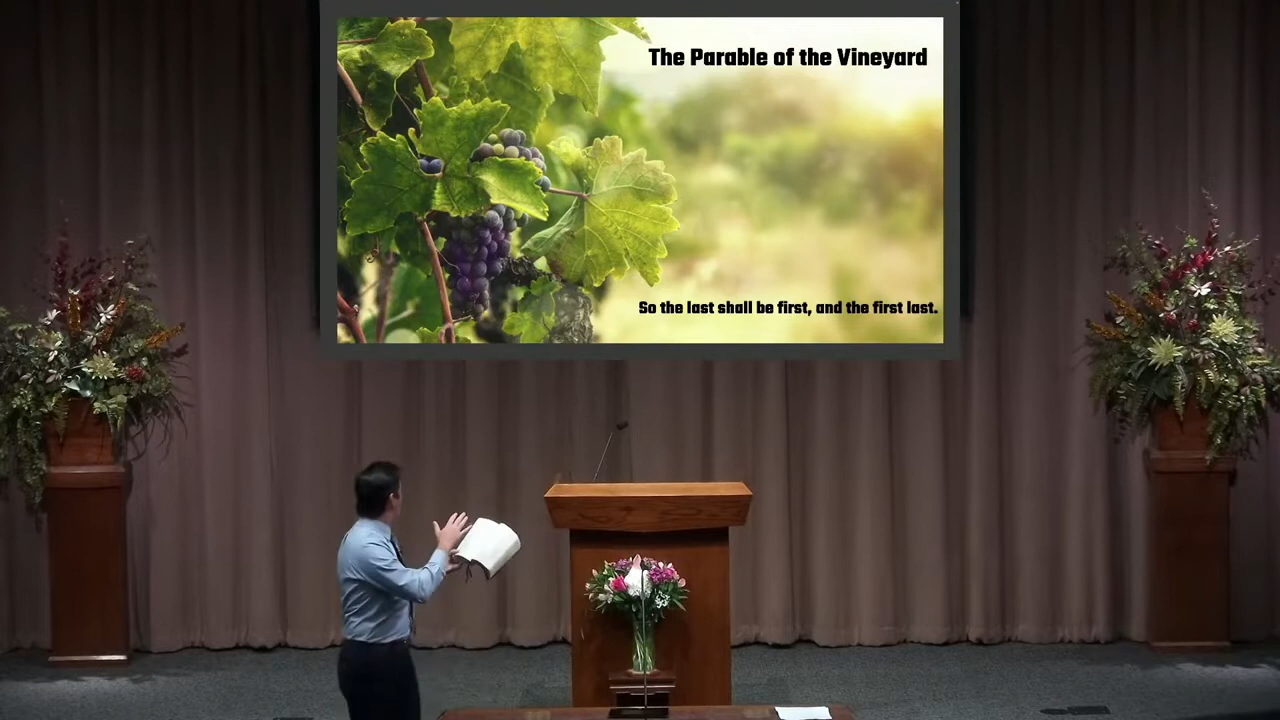 The Parable of the Vineyard
So the last shall be first, and the first last.